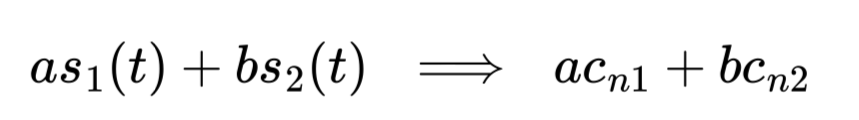 as₁(t) + bs₂(t) ⟹ acₙ₁ + bcₙ₂